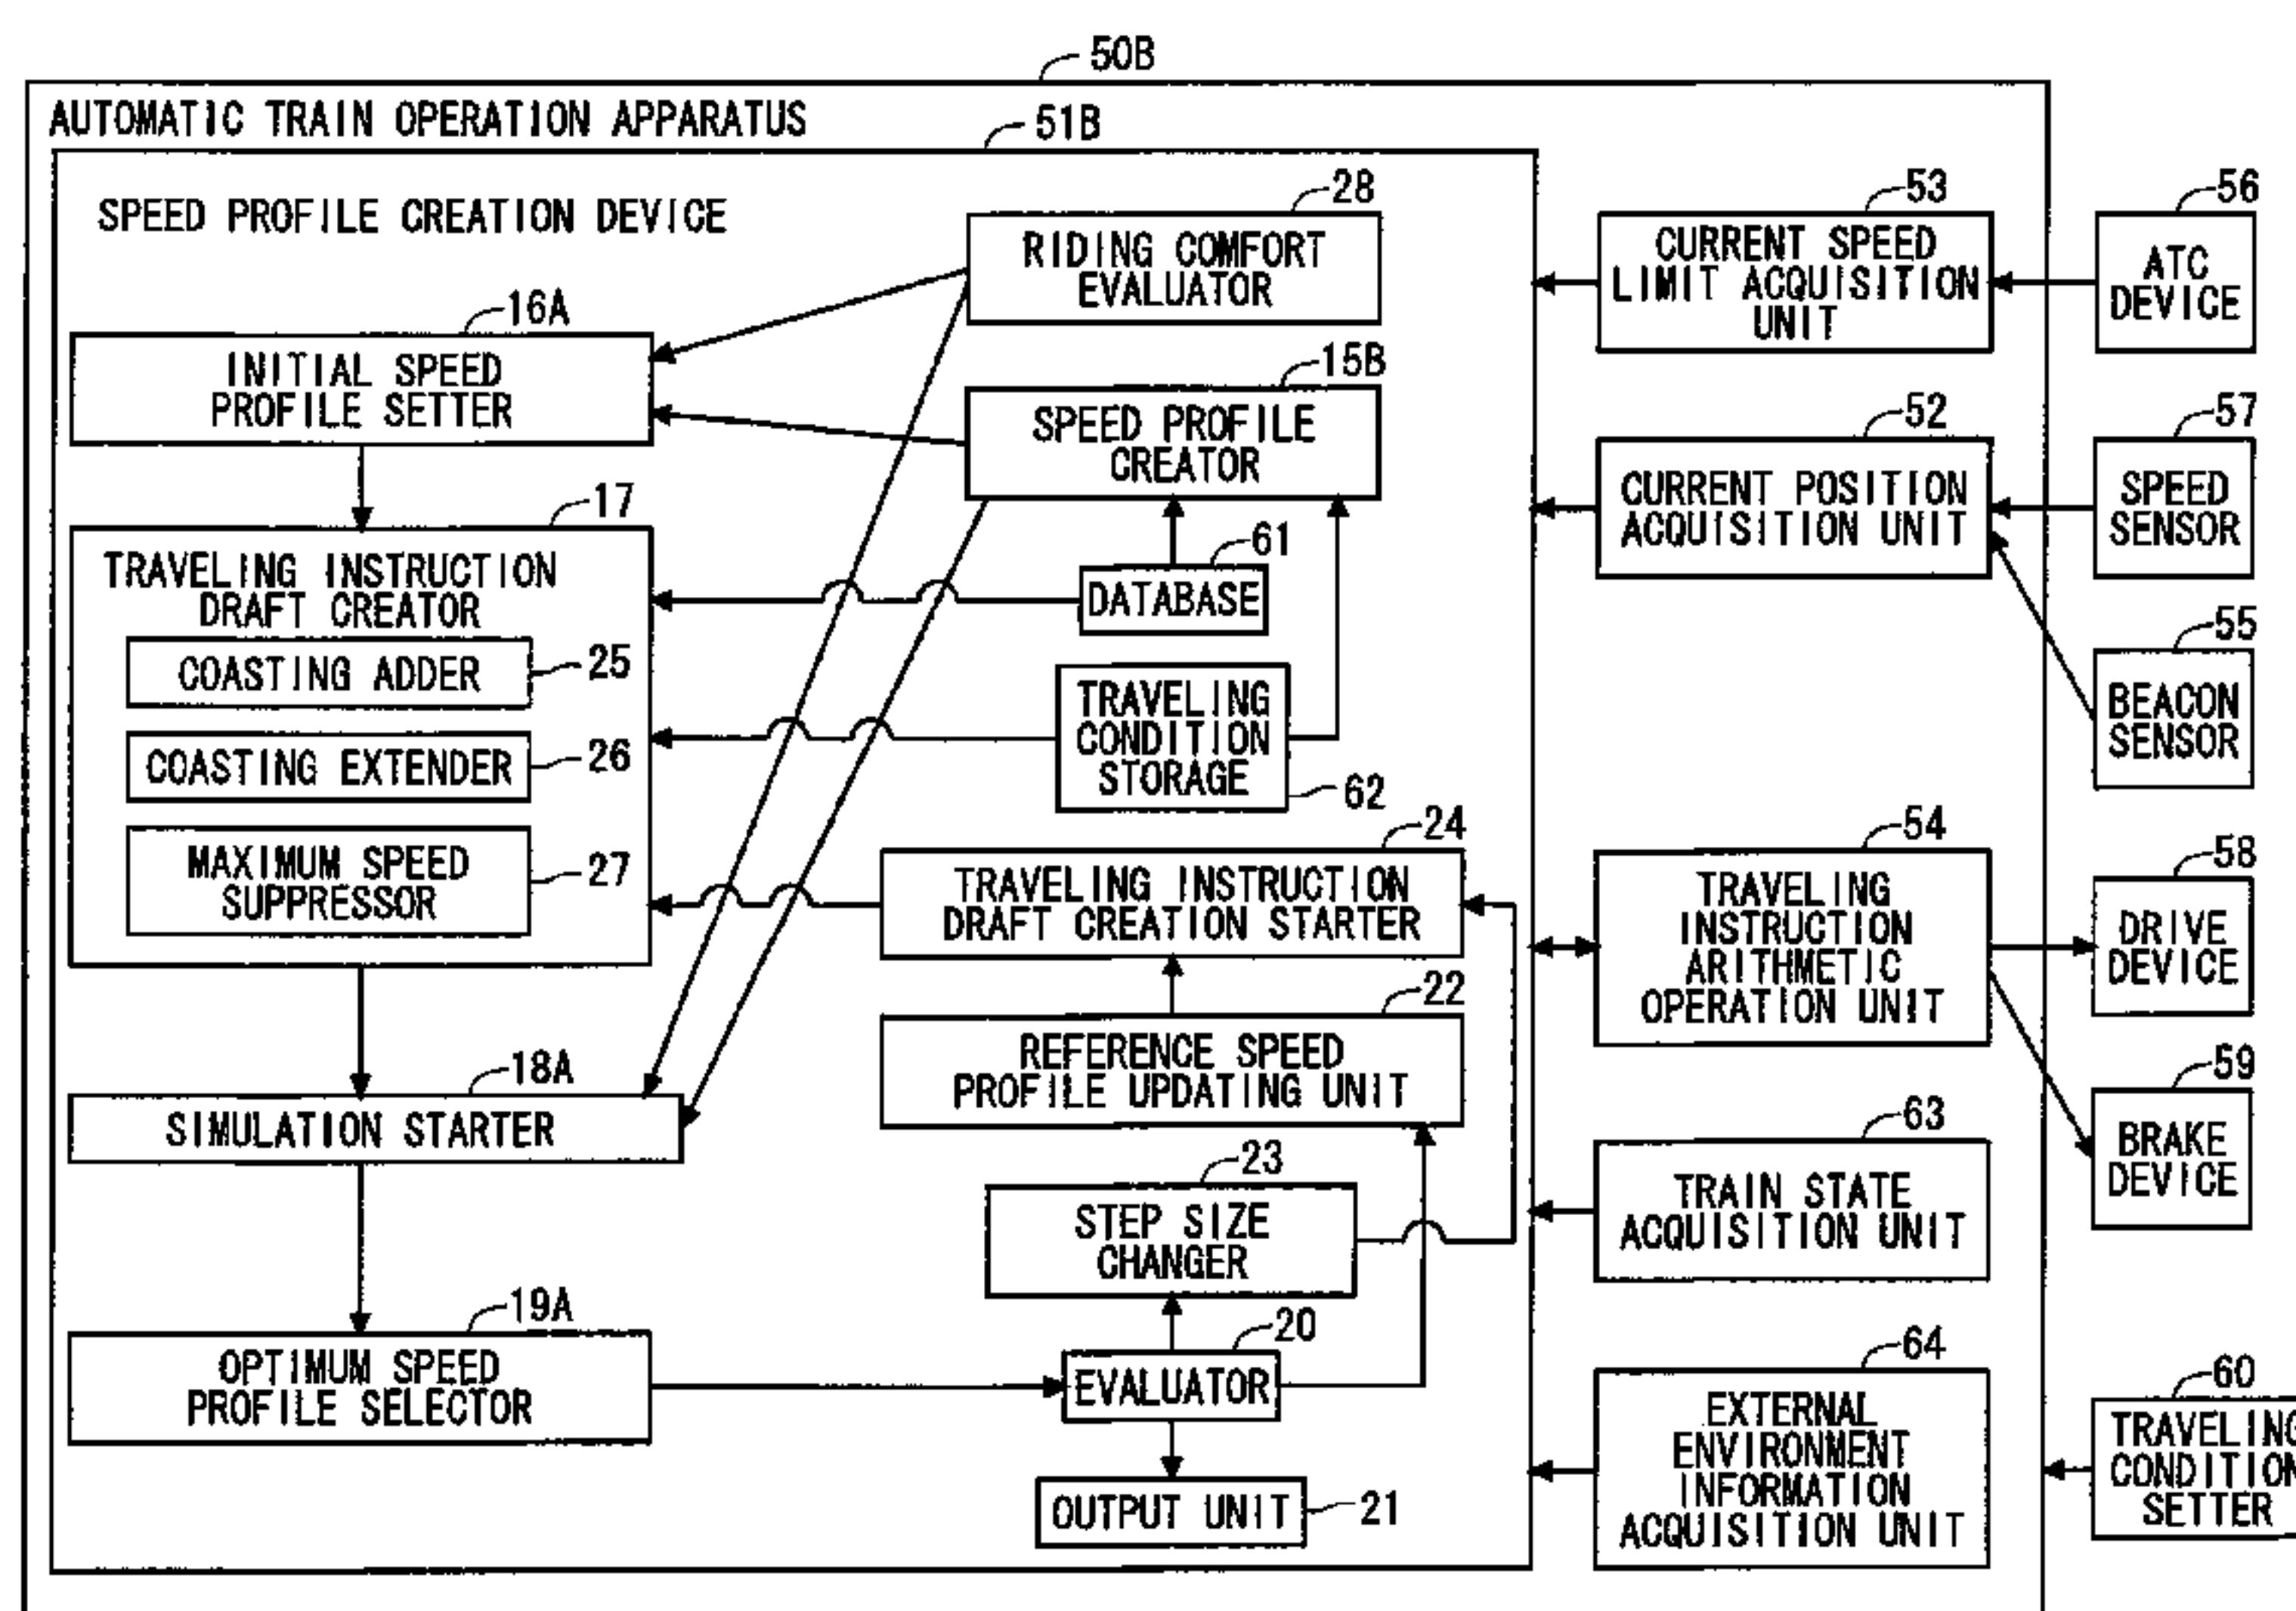 50B
AUTOMATIC TRAIN OPERATION APPARATUS
51B
SPEED PROFILE CREATION DEVICE
28
RIDING COMFORT
EVALUATOR
16A
INITIAL SPEED
PROFILE SETTER
15B
SPEED PROFILE
CREATOR
17
TRAVELING INSTRUCTION
DRAFT CREATOR
COASTING ADDER
25
COASTING EXTENDER
26
MAXIMUM SPEED
SUPPRESSOR
27
61
DATABASE
TRAVELING
CONDITION
STORAGE
62
24
TRAVELING INSTRUCTION
DRAFT CREATION STARTER
22
REFERENCE SPEED
PROFILE UPDATING UNIT
18A
SIMULATION STARTER
23
STEP SIZE
CHANGER
19A
OPTIMUM SPEED
PROFILE SELECTOR
20
EVALUATOR
OUTPUT UNIT
21
53
CURRENT SPEED
LIMIT ACQUISITION
UNIT
52
CURRENT POSITION
ACQUISITION UNIT
54
TRAVELING
INSTRUCTION
ARITHMETIC
OPERATION UNIT
63
TRAIN STATE
ACQUISITION UNIT
64
EXTERNAL
ENVIRONMENT
INFORMATION
ACQUISITION UNIT
56
ATC
DEVICE
57
SPEED
SENSOR
55
BEACON
SENSOR
58
DRIVE
DEVICE
59
BRAKE
DEVICE
60
TRAVELING
CONDITION
SETTER